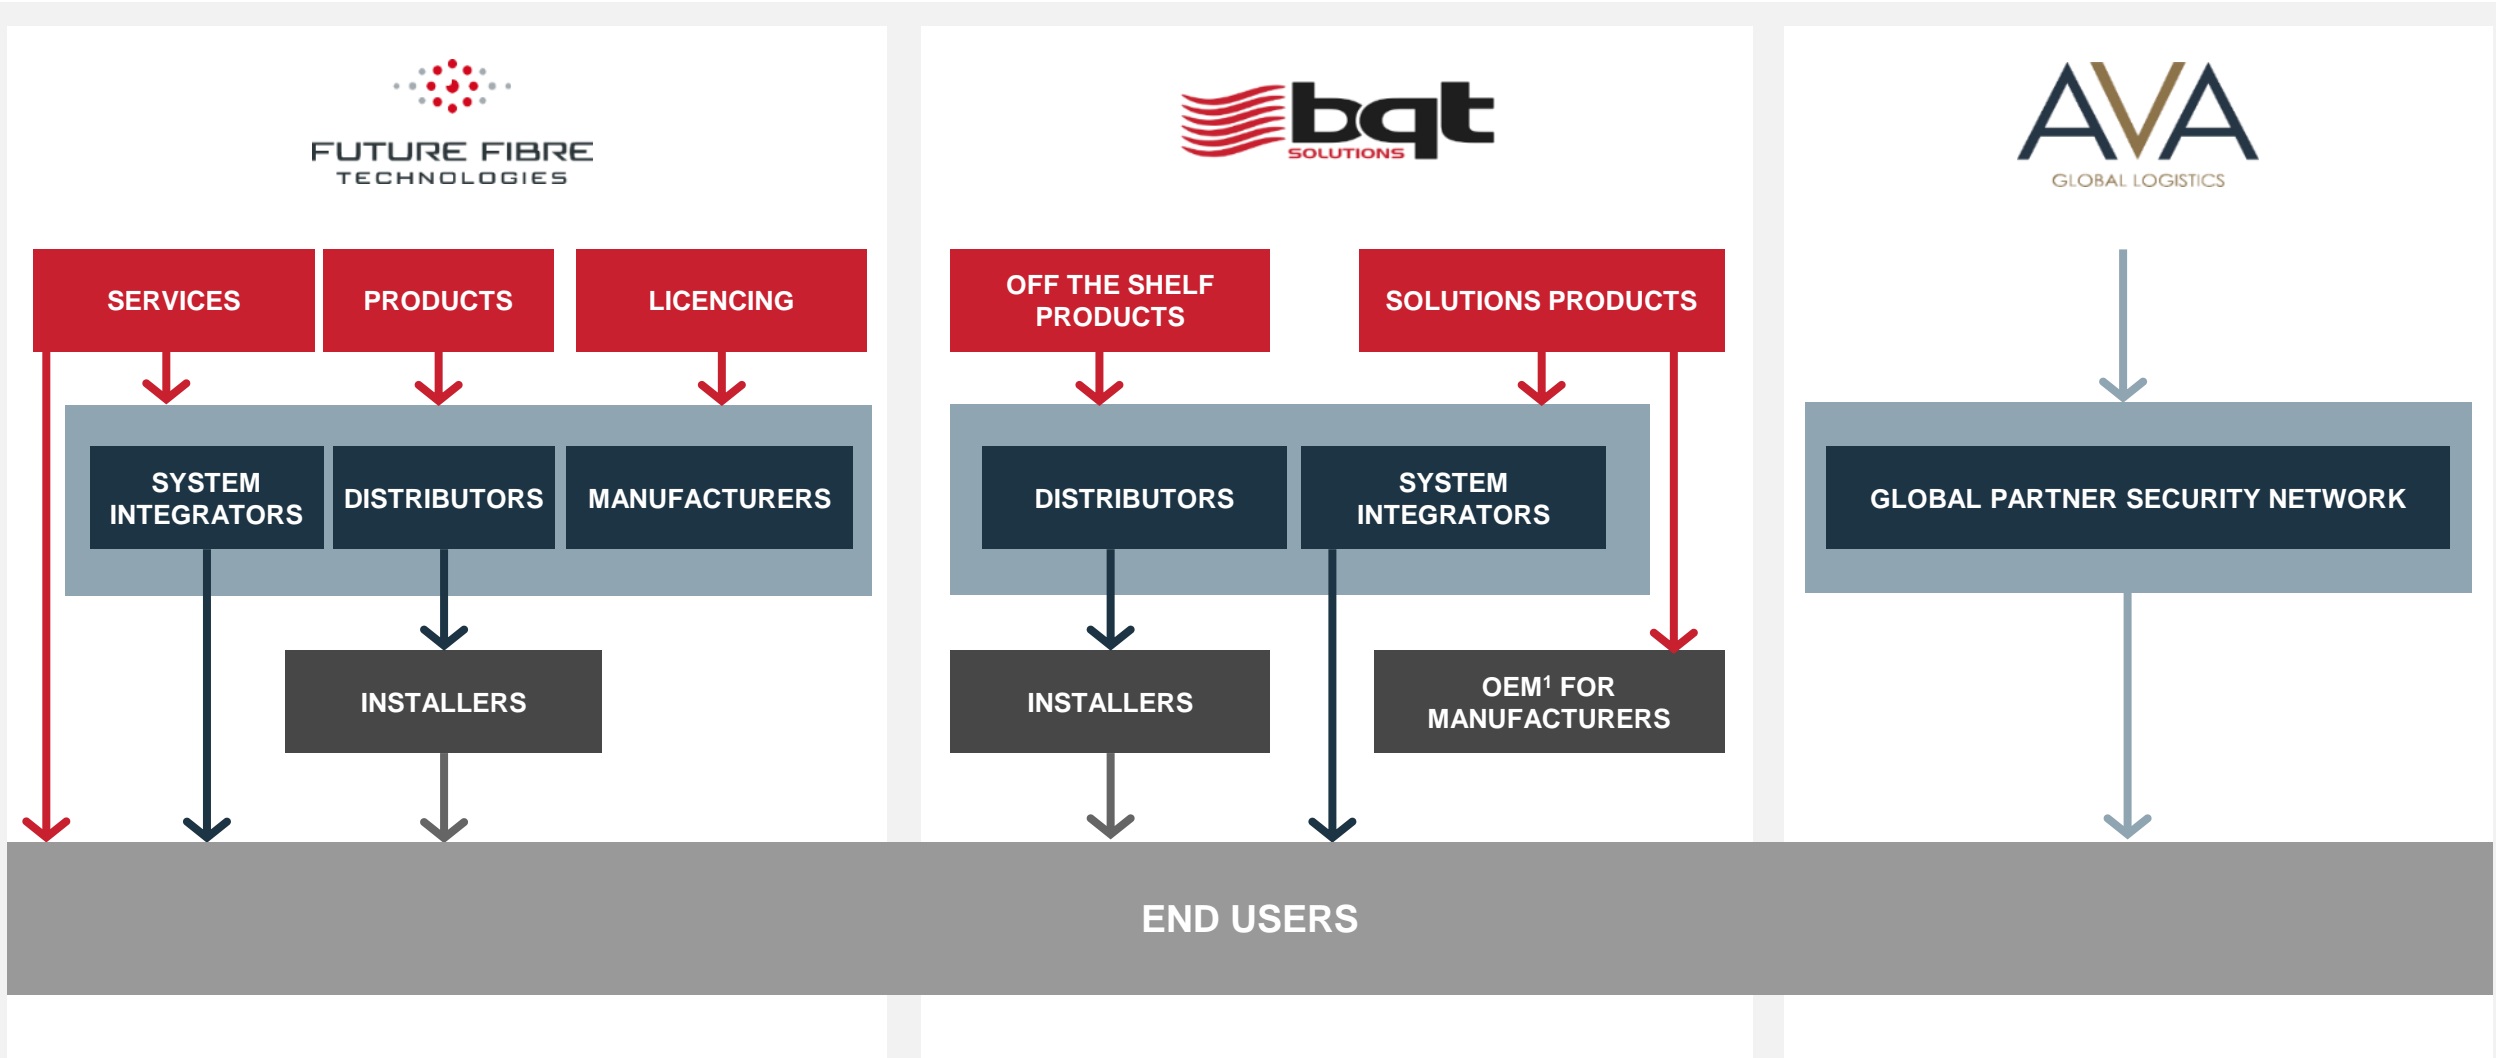 FUTURE FIBRE
TECHNOLOGIES
SERVICES
PRODUCTS
LICENCING
SYSTEM
INTEGRATORS
DISTRIBUTORS
MANUFACTURERS
INSTALLERS
bqt
SOLUTIONS
OFF THE SHELF
PRODUCTS
SOLUTIONS PRODUCTS
DISTRIBUTORS
SYSTEM
INTEGRATORS
INSTALLERS
OEM¹ FOR
MANUFACTURERS
AVA
GLOBAL LOGISTICS
GLOBAL PARTNER SECURITY NETWORK
END USERS